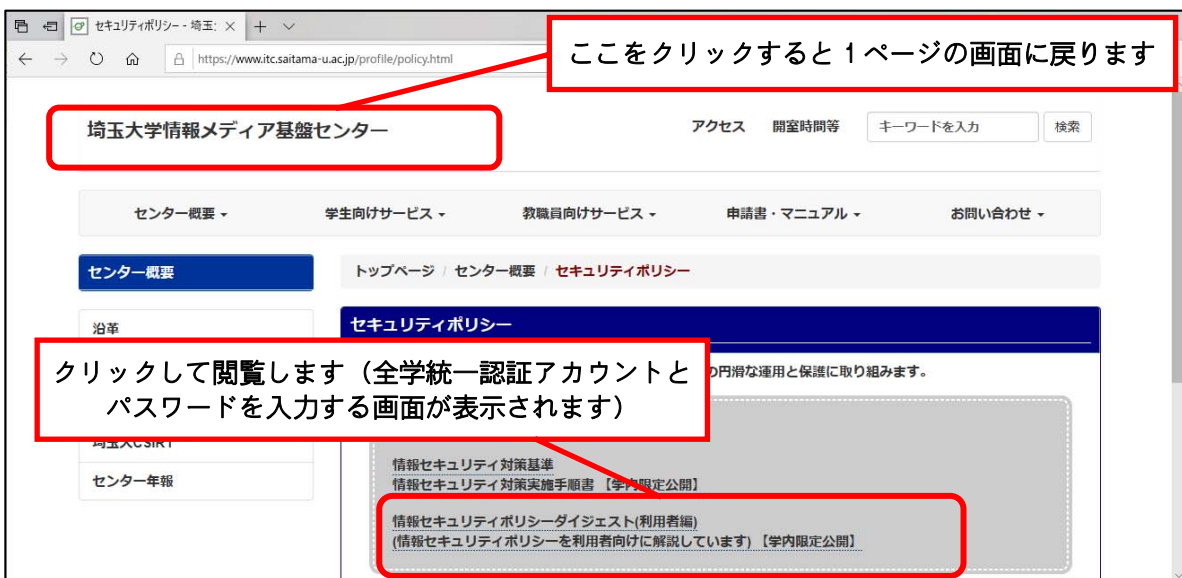 セキュリティポリシー - 埼玉:
https://www.itc.saitama-u.ac.jp/profile/policy.html
ここをクリックすると1ページの画面に戻ります
埼玉大学情報メディア基盤センター
アクセス 開室時間等 キーワードを入力 検索
センター概要 学生向けサービス 教職員向けサービス 申請書・マニュアル お問い合わせ
センター概要
トップページ / センター概要 / セキュリティポリシー
沿革
セキュリティポリシー
クリックして閲覧します(全学統一認証アカウントと
パスワードを入力する画面が表示されます)
の円滑な運用と保護に取り組みます。
埼玉大CSIRT
センター年報
情報セキュリティ対策基準
情報セキュリティ対策実施手順書 【学内限定公開】
情報セキュリティポリシーダイジェスト(利用者編)
(情報セキュリティポリシーを利用者向けに解説しています) 【学内限定公開】